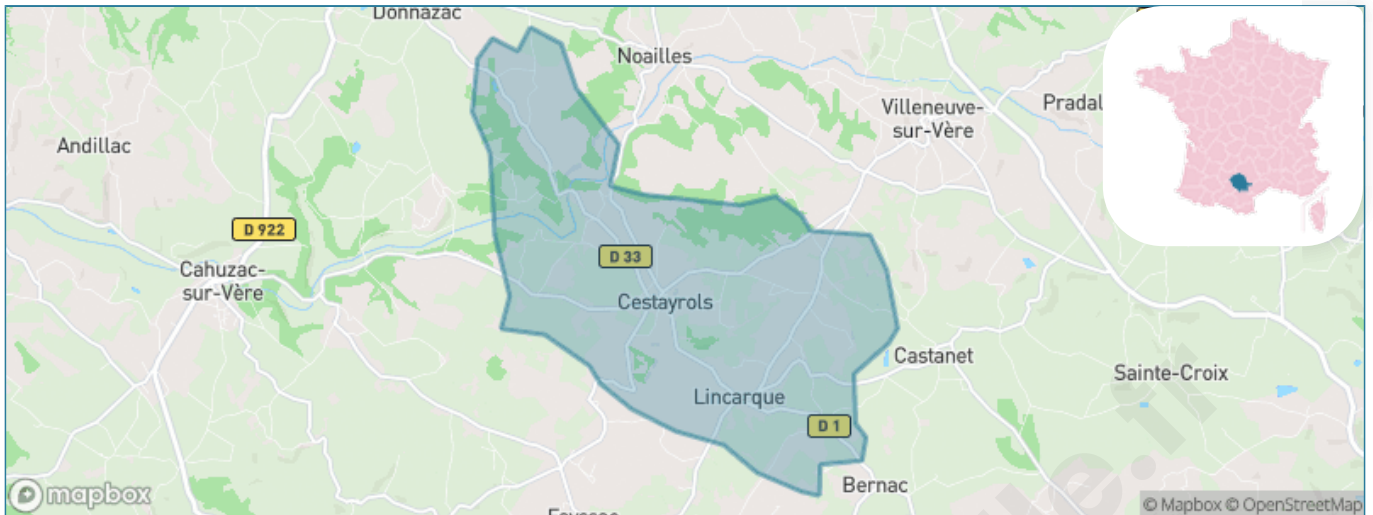 Donnazac
Noailles
Villeneuve-
sur-Vère
Pradal
Andillac
D 922
D 33
Cahuzac-
sur-Vère
Cestayrols
Castanet
Sainte-Croix
Lincarque
D 1
Bernac
mapbox
© Mapbox © OpenStreetMap